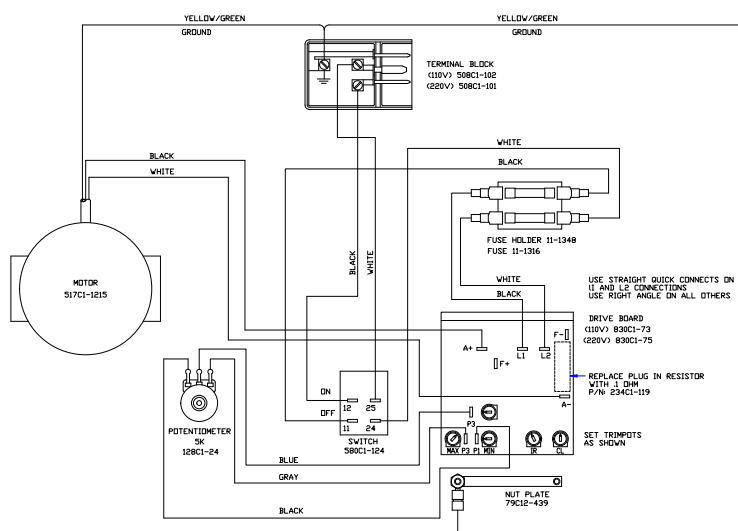 YELLOW/GREEN
GROUND
YELLOW/GREEN
GROUND
TERMINAL BLOCK
(110V) 508C1-102
(220V) 508C1-101
WHITE
BLACK
BLACK
WHITE
FUSE HOLDER 11-1348
FUSE 11-1316
BLACK
WHITE
MOTOR
517C1-1215
WHITE
BLACK
USE STRAIGHT QUICK CONNECTS ON
L1 AND L2 CONNECTIONS
USE RIGHT ANGLE ON ALL OTHERS
DRIVE BOARD
(110V) 830C1-73
(220V) 830C1-75
F-
A+
L1
L2
F+
REPLACE PLUG IN RESISTOR
WITH .1 OHM
P/N: 234C1-119
A-
ON
12
25
OFF
11
24
P3
POTENTIOMETER
5K
128C1-24
SWITCH
580C1-124
MAX
P3
P1
MIN
IR
CL
SET TRIMPOTS
AS SHOWN
BLUE
GRAY
BLACK
NUT PLATE
79C12-439